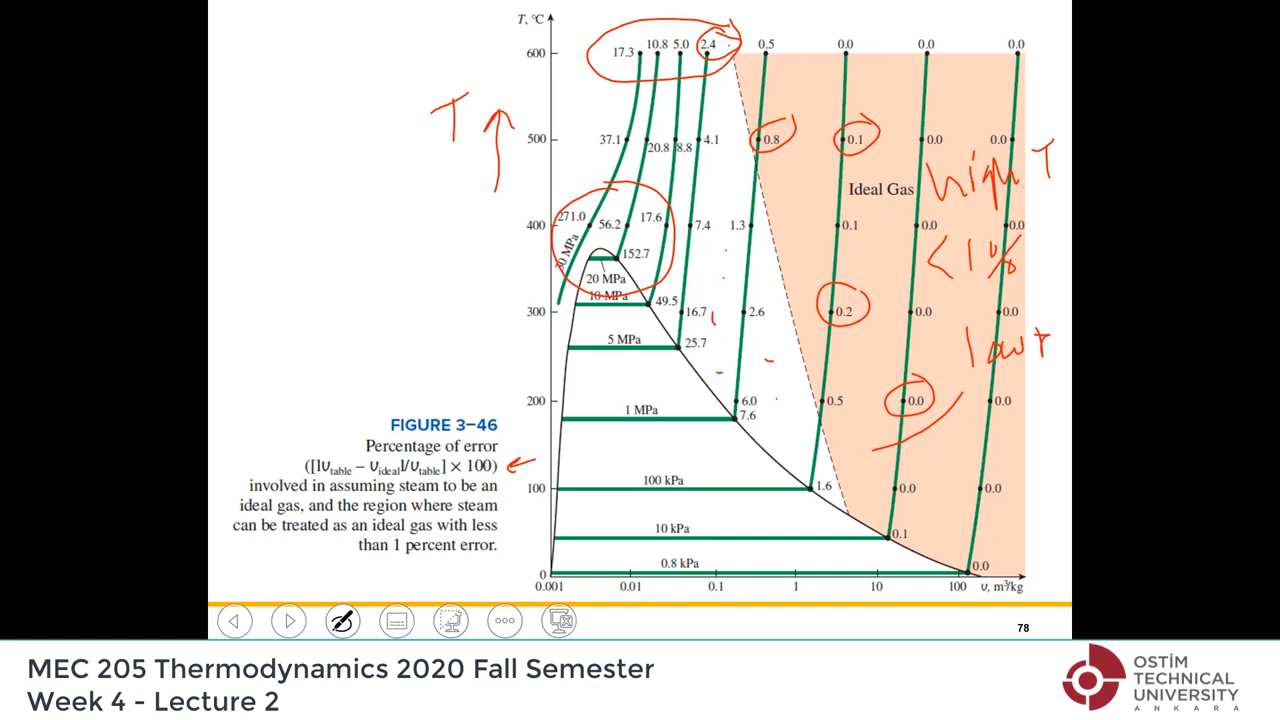 T, °C
17.3 10.8 5.0 2.4 0.5 0.0 0.0 0.0
600
T
500 37.1 20.8 8.8 4.1 0.8 0.1 0.0 0.0
high T
Ideal Gas
400 271.0 56.2 17.6 7.4 1.3 0.1 0.0 0.0
< 1 %
152.7
20 MPa
10 MPa 49.5
300 16.7 2.6 0.2 0.0 0.0
low
5 MPa 25.7
200 6.0 0.5 0.0 0.0
1 MPa 7.6
FIGURE 3–46
Percentage of error
([|υtable − υideal|/υtable] × 100)
involved in assuming steam to be an
ideal gas, and the region where steam
can be treated as an ideal gas with less
than 1 percent error.
100 100 kPa 1.6 0.0 0.0
10 kPa 0.1
0.8 kPa 0.0
0
0.001 0.01 0.1 1 10 100 υ, m³/kg
78
MEC 205 Thermodynamics 2020 Fall Semester
Week 4 - Lecture 2
OSTİM
TECHNICAL
UNIVERSITY
ANKARA